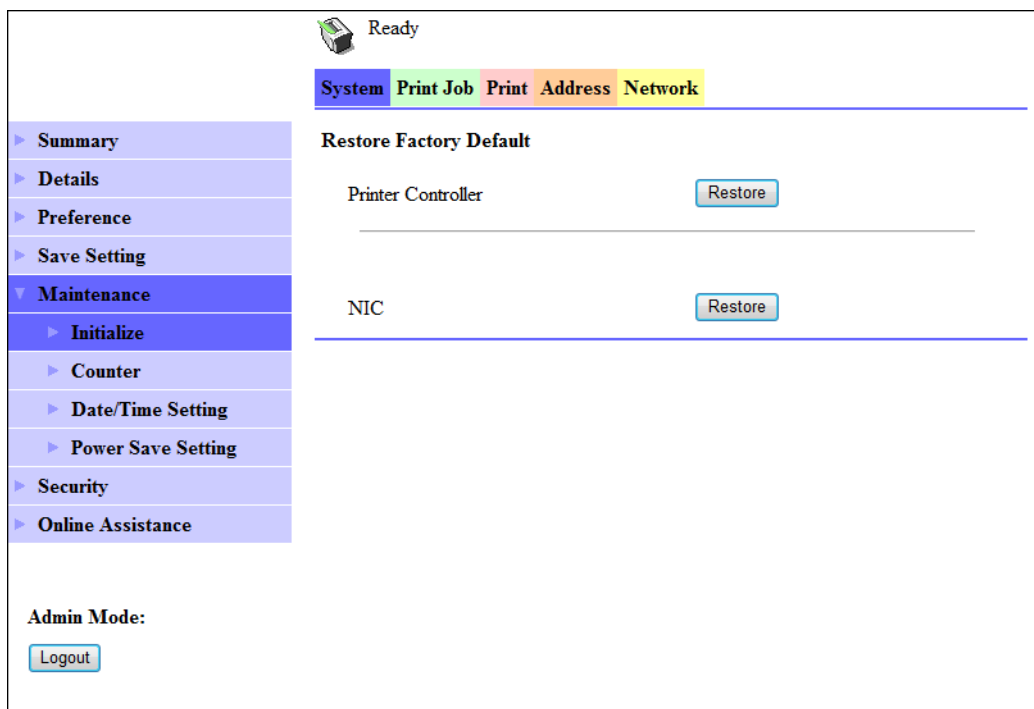 Ready
System Print Job Print Address Network
Summary
Details
Preference
Save Setting
Maintenance
Initialize
Counter
Date/Time Setting
Power Save Setting
Security
Online Assistance
Admin Mode:
Logout
Restore Factory Default
Printer Controller Restore
NIC Restore